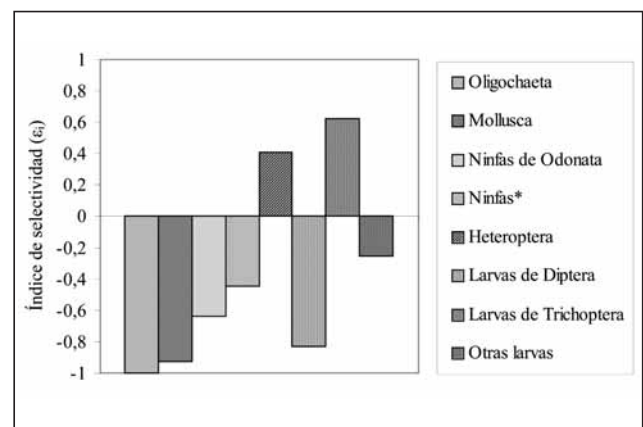 1
0,8
0,6
0,4
0,2
0
-0,2
-0,4
-0,6
-0,8
-1
Índice de selectividad (εi)
Oligochaeta
Mollusca
Ninfas de Odonata
Ninfas*
Heteroptera
Larvas de Diptera
Larvas de Trichoptera
Otras larvas